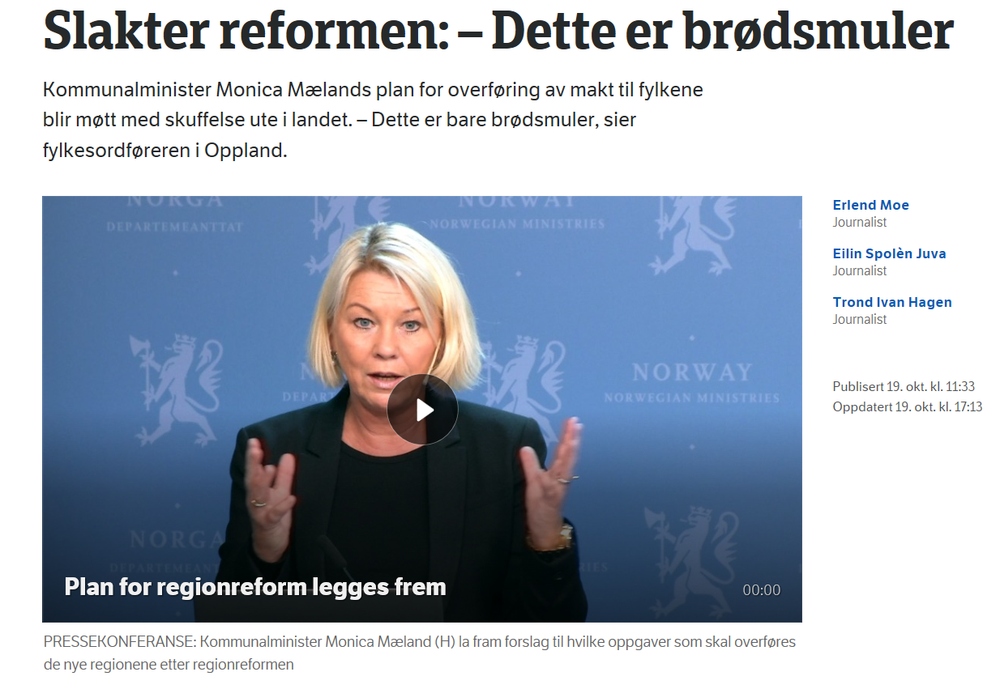 Slakter reformen: – Dette er brødsmuler
Kommunalminister Monica Mælands plan for overføring av makt til fylkene
blir møtt med skuffelse ute i landet. – Dette er bare brødsmuler, sier
fylkesordføreren i Oppland.
NORGA
DEPARTEMEANTTAT
NORWAY
NORWEGIAN MINISTRIES
NORWAY
NORWEGIAN MINISTRIES
NORGA
Plan for regionreform legges frem
00:00
Erlend Moe
Journalist
Eilin Spolèn Juva
Journalist
Trond Ivan Hagen
Journalist
Publisert 19. okt. kl. 11:33
Oppdatert 19. okt. kl. 17:13
PRESSEKONFERANSE: Kommunalminister Monica Mæland (H) la fram forslag til hvilke oppgaver som skal overføres
de nye regionene etter regionreformen